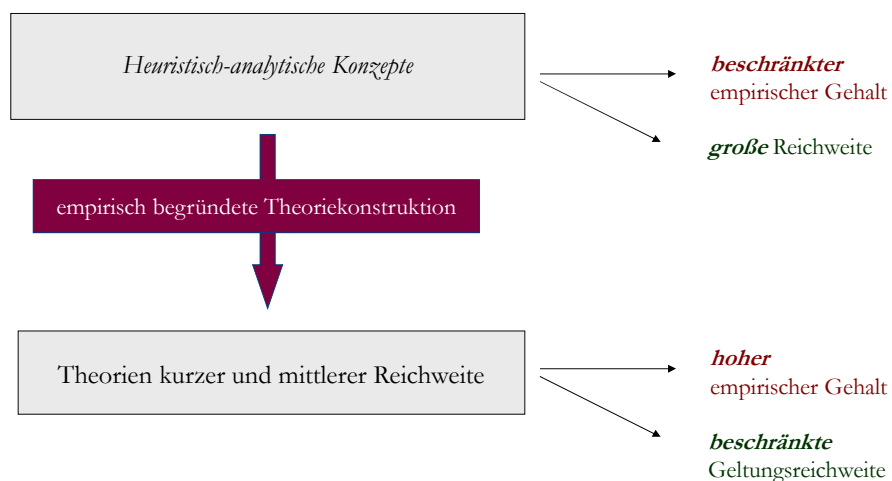 Heuristisch-analytische Konzepte
beschränkter
empirischer Gehalt
große Reichweite
empirisch begründete Theoriekonstruktion
Theorien kurzer und mittlerer Reichweite
hoher
empirischer Gehalt
beschränkte
Geltungsreichweite